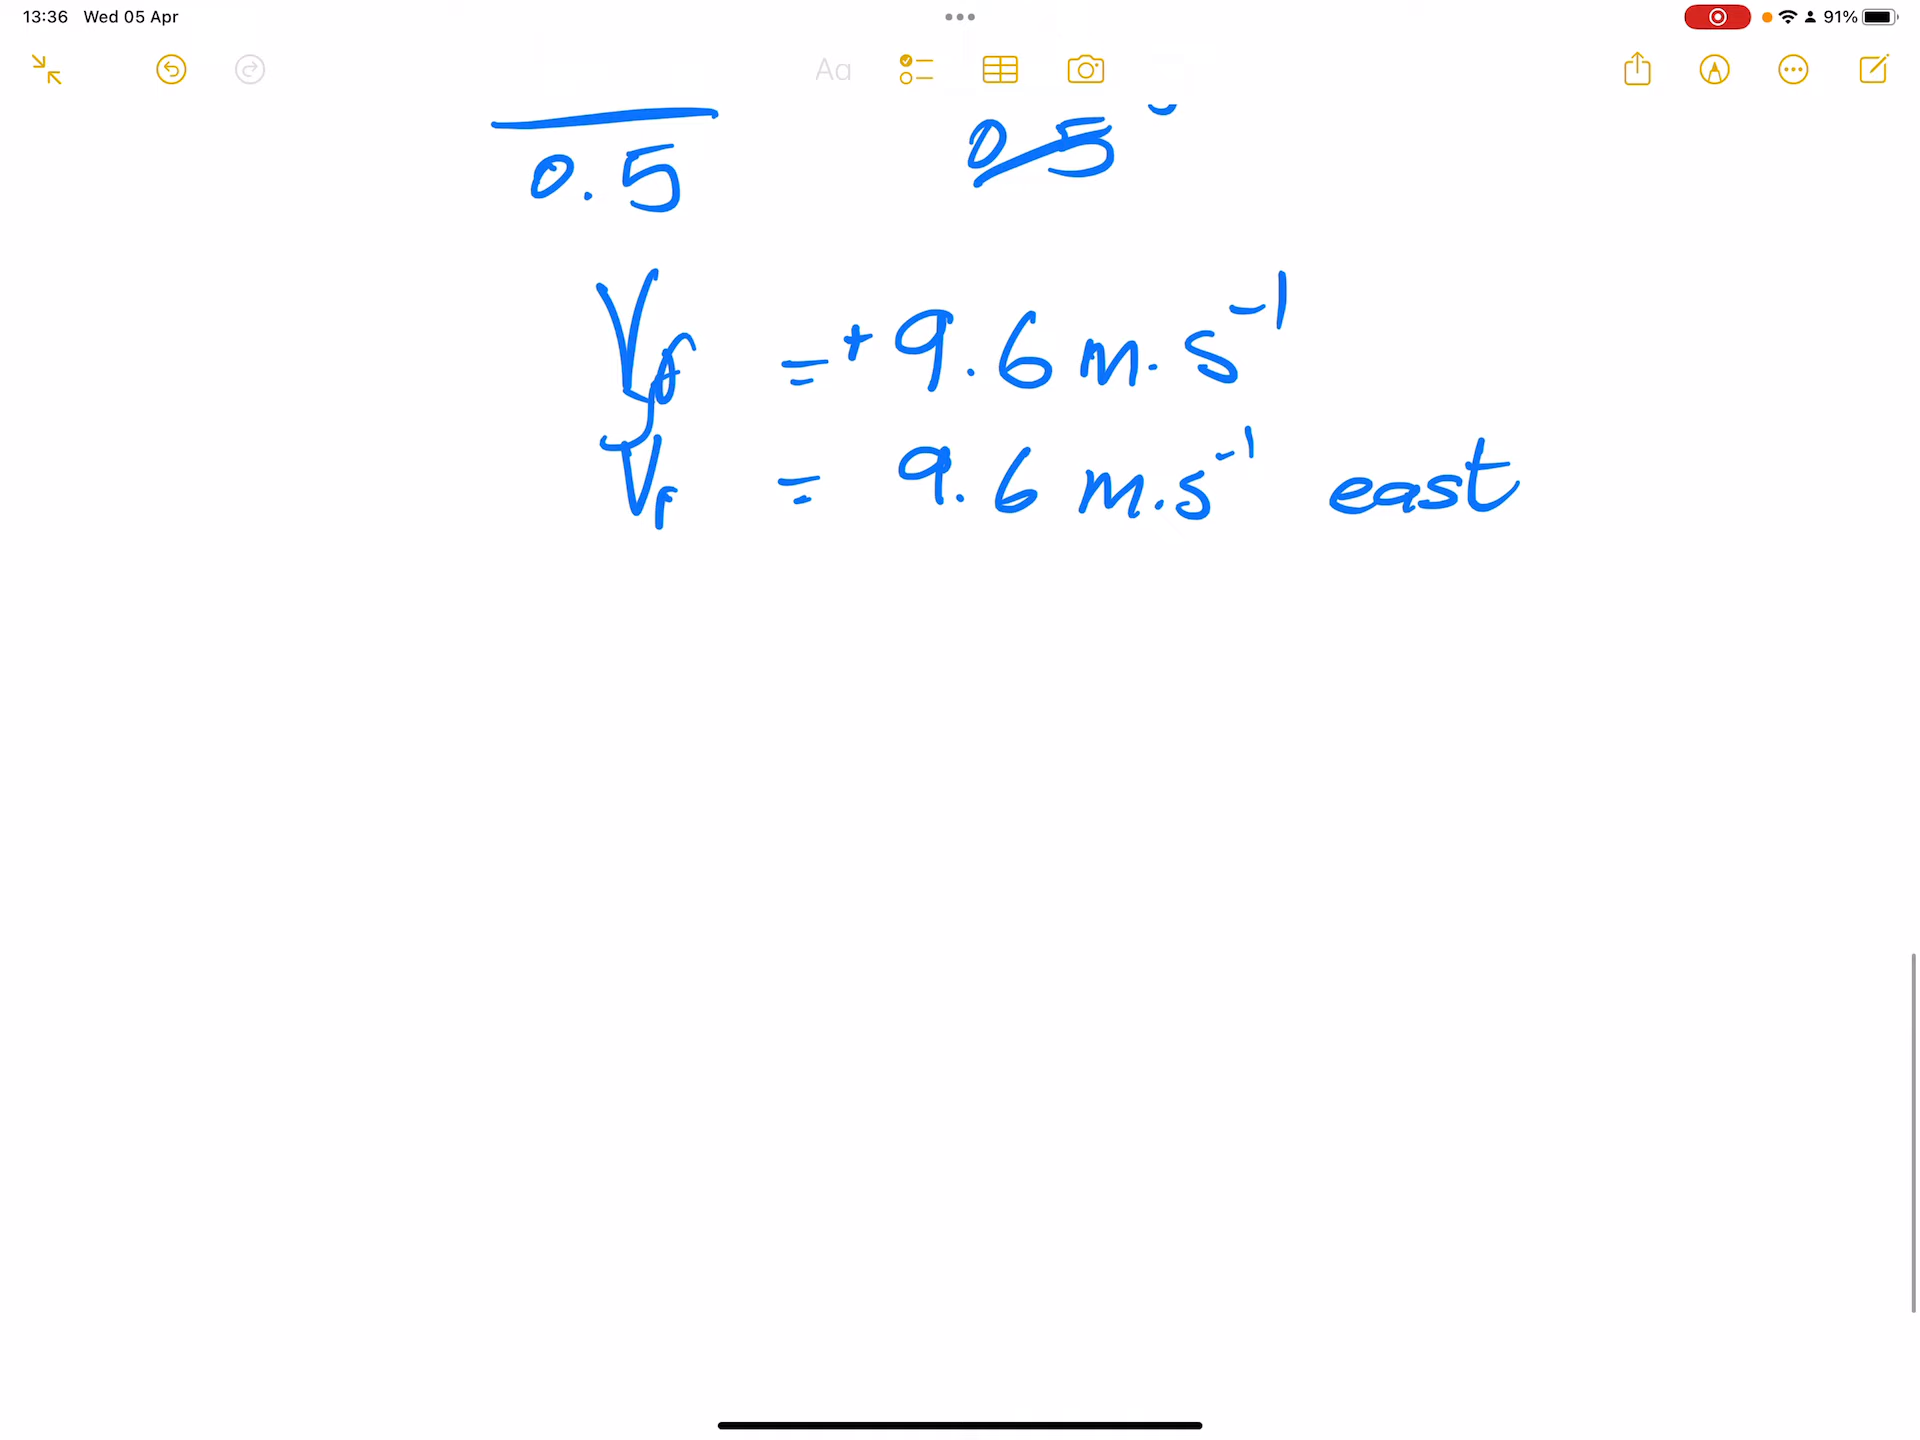 13:36 Wed 05 Apr
91%
Aa
0.5 0.5
Vf = +9.6 m.s⁻¹
Vf = 9.6 m.s⁻¹ east